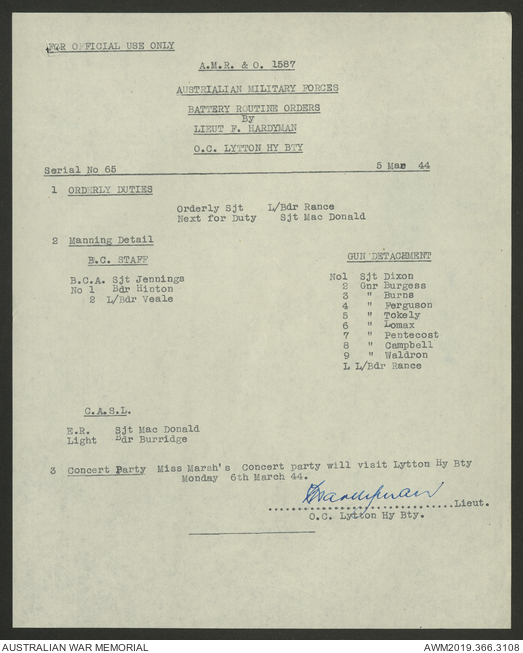 FOR OFFICIAL USE ONLY
A.M.R. & O. 1587
AUSTRIALIAN MILITARY FORCES
BATTERY ROUTINE ORDERS
By
LIEUT F. HARDYMAN
O.C. LYTTON HY BTY
Serial No 65 5 Mar 44
1 ORDERLY DUTIES
Orderly Sjt L/Bdr Rance
Next for Duty Sjt Mac Donald
2 Manning Detail
B.C. STAFF
B.C.A. Sjt Jennings
No 1 Bdr Hinton
2 L/Bdr Veale
GUN DETACHMENT
No1 Sjt Dixon
2 Gnr Burgess
3 " Burns
4 " Ferguson
5 " Tokely
6 " Lomax
7 " Pentecost
8 " Campbell
9 " Waldron
L L/Bdr Rance
C.A.S.L.
E.R. Sjt Mac Donald
Light Bdr Burridge
3 Concert Party Miss Marsh's Concert party will visit Lytton Hy Bty
Monday 6th March 44.
Hardyman
..............................Lieut.
O.C. Lytton Hy Bty.
AUSTRALIAN WAR MEMORIAL AWM2019.366.3108